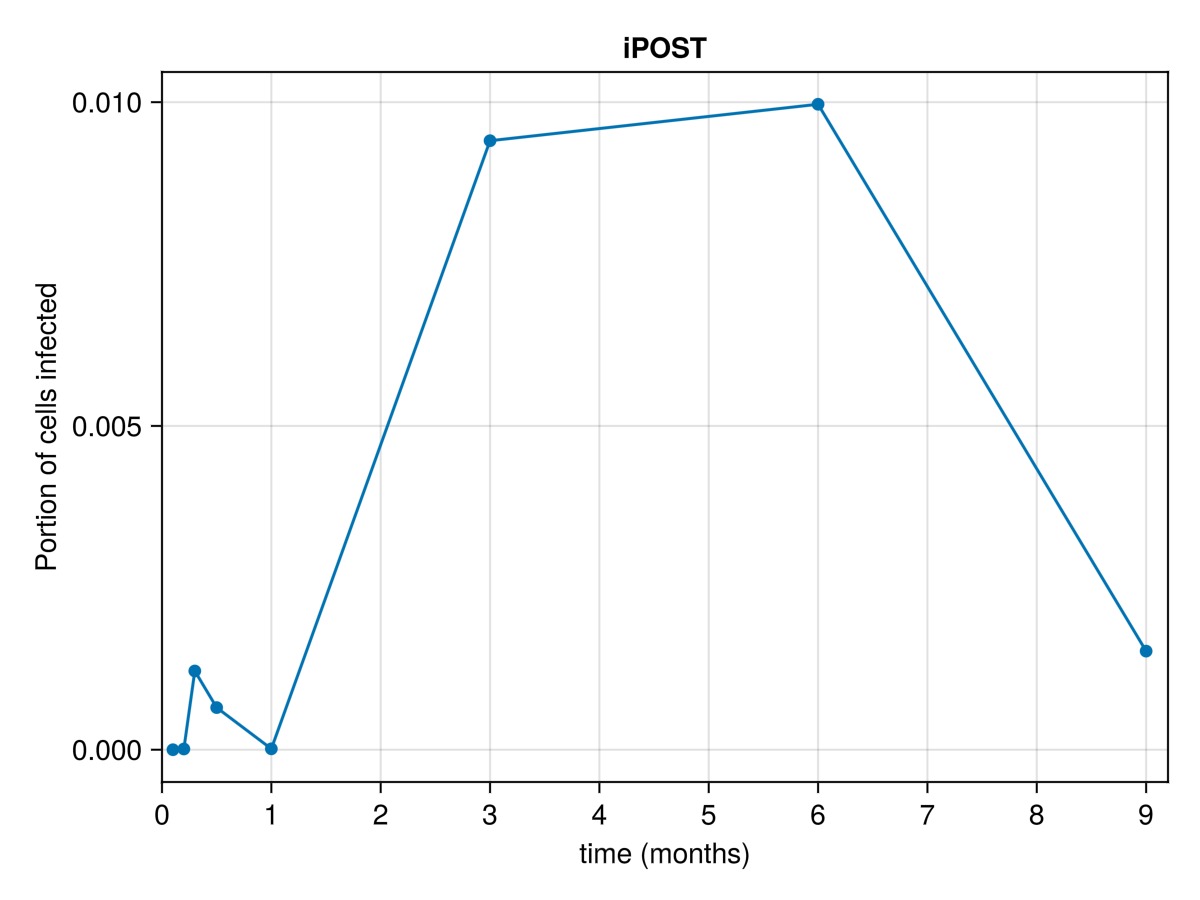 iPOST
0.010
0.005
0.000
Portion of cells infected
0 1 2 3 4 5 6 7 8 9
time (months)